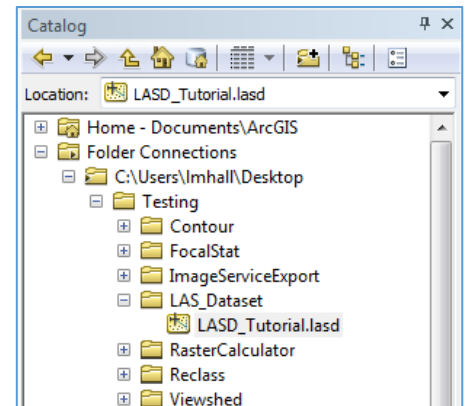 Catalog
Location: LASD_Tutorial.lasd
Home - Documents\ArcGIS
Folder Connections
C:\Users\lmhall\Desktop
Testing
Contour
FocalStat
ImageServiceExport
LAS_Dataset
LASD_Tutorial.lasd
RasterCalculator
Reclass
Viewshed